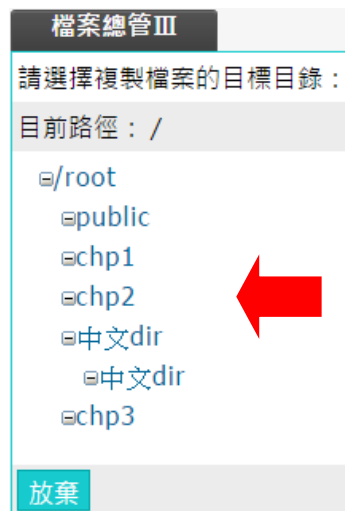 檔案總管III
請選擇複製檔案的目標目錄：
目前路徑：/
/root
public
chp1
chp2
中文dir
中文dir
chp3
放棄